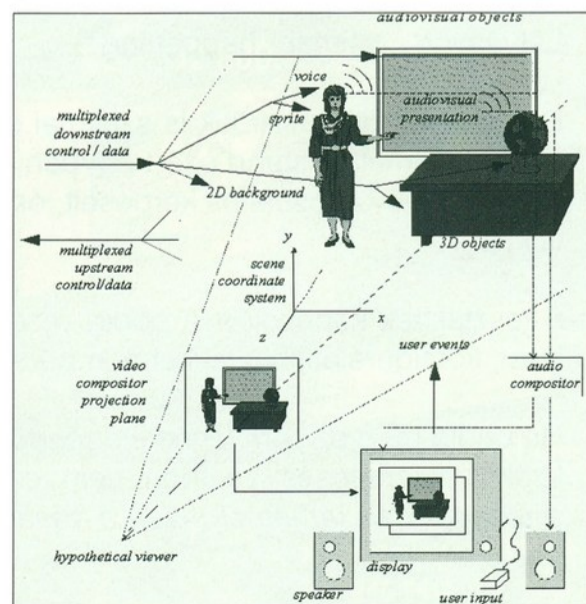 audiovisual objects
voice
multiplexed
downstream
control / data
sprite
audiovisual
presentation
2D background
3D objects
multiplexed
upstream
control/data
y
scene
coordinate
system
x
z
user events
video
compositor
projection
plane
audio
compositor
hypothetical viewer
display
speaker
user input